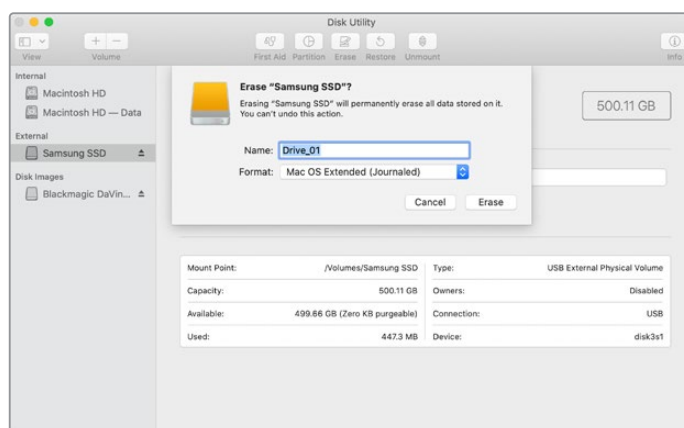 Disk Utility
View
Volume
First Aid
Partition
Erase
Restore
Unmount
Info
Internal
Macintosh HD
Macintosh HD — Data
External
Samsung SSD
Disk Images
Blackmagic DaVin...
Erase “Samsung SSD”?
Erasing “Samsung SSD” will permanently erase all data stored on it.
You can’t undo this action.
Name: Drive_01
Format: Mac OS Extended (Journaled)
Cancel
Erase
500.11 GB
Mount Point: /Volumes/Samsung SSD
Type: USB External Physical Volume
Capacity: 500.11 GB
Owners: Disabled
Available: 499.66 GB (Zero KB purgeable)
Connection: USB
Used: 447.3 MB
Device: disk3s1